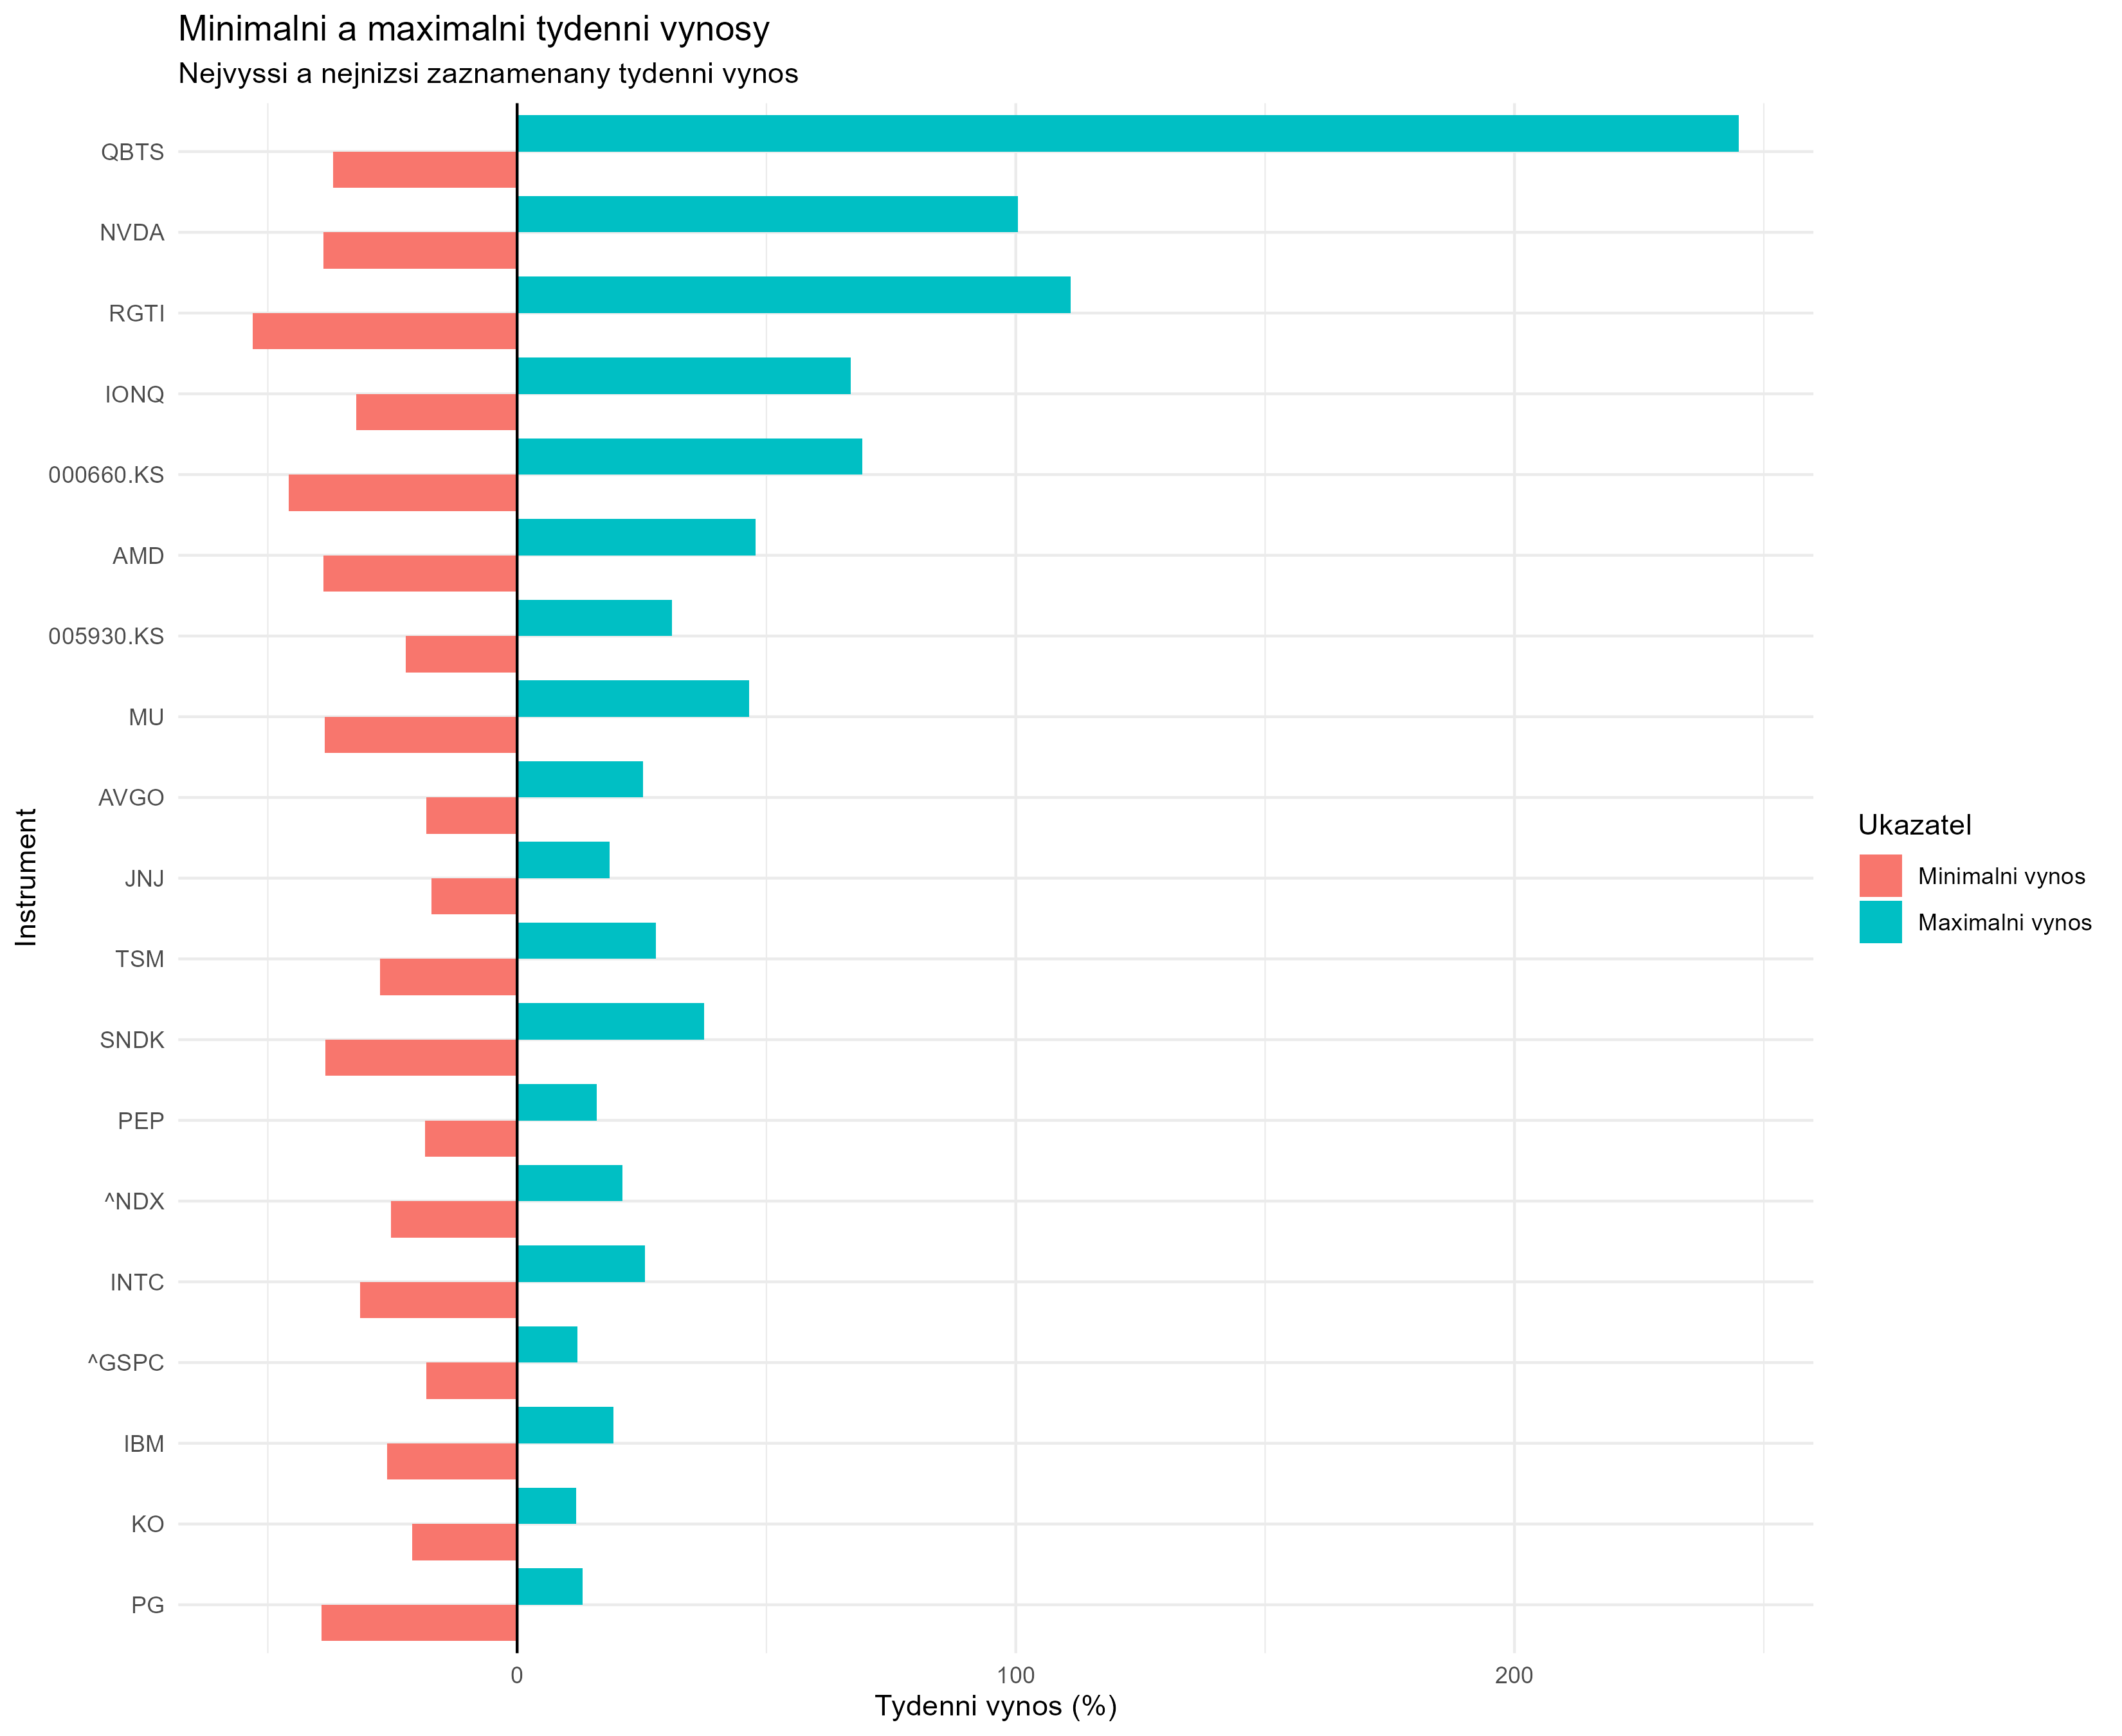 Minimalni a maximalni tydenni vynosy
Nejvyssi a nejnizsi zaznamenany tydenni vynos
QBTS
NVDA
RGTI
IONQ
000660.KS
AMD
005930.KS
MU
AVGO
JNJ
TSM
SNDK
PEP
^NDX
INTC
^GSPC
IBM
KO
PG
Instrument
0 100 200
Tydenni vynos (%)
Ukazatel
Minimalni vynos
Maximalni vynos